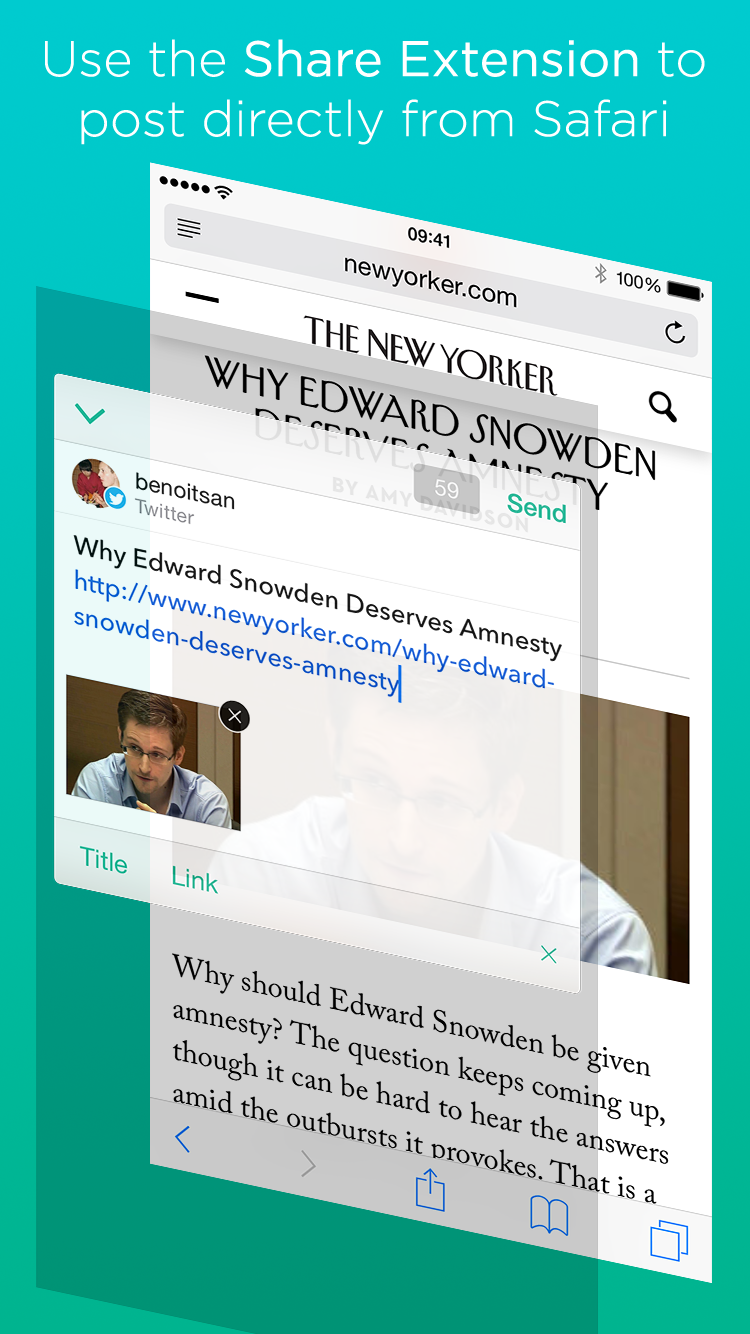 Use the Share Extension to
post directly from Safari
09:41
100%
newyorker.com
THE NEW YORKER
WHY EDWARD SNOWDEN
DESERVES AMNESTY
BY AMY DAVIDSON
59
Send
benoitsan
Twitter
Why Edward Snowden Deserves Amnesty
http://www.newyorker.com/why-edward-
snowden-deserves-amnesty
Title
Link
Why should Edward Snowden be given
amnesty? The question keeps coming up,
though it can be hard to hear the answers
amid the outbursts it provokes. That is a